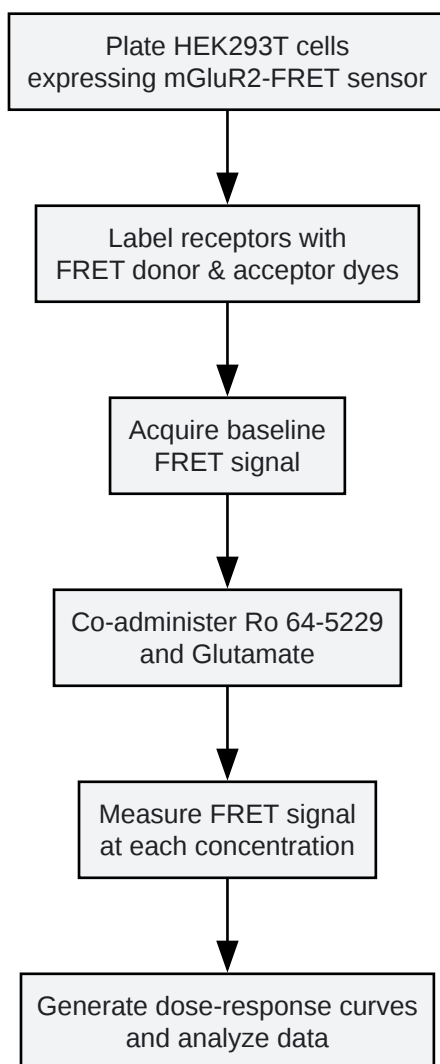 Plate HEK293T cells
expressing mGluR2-FRET sensor
Label receptors with
FRET donor & acceptor dyes
Acquire baseline
FRET signal
Co-administer Ro 64-5229
and Glutamate
Measure FRET signal
at each concentration
Generate dose-response curves
and analyze data